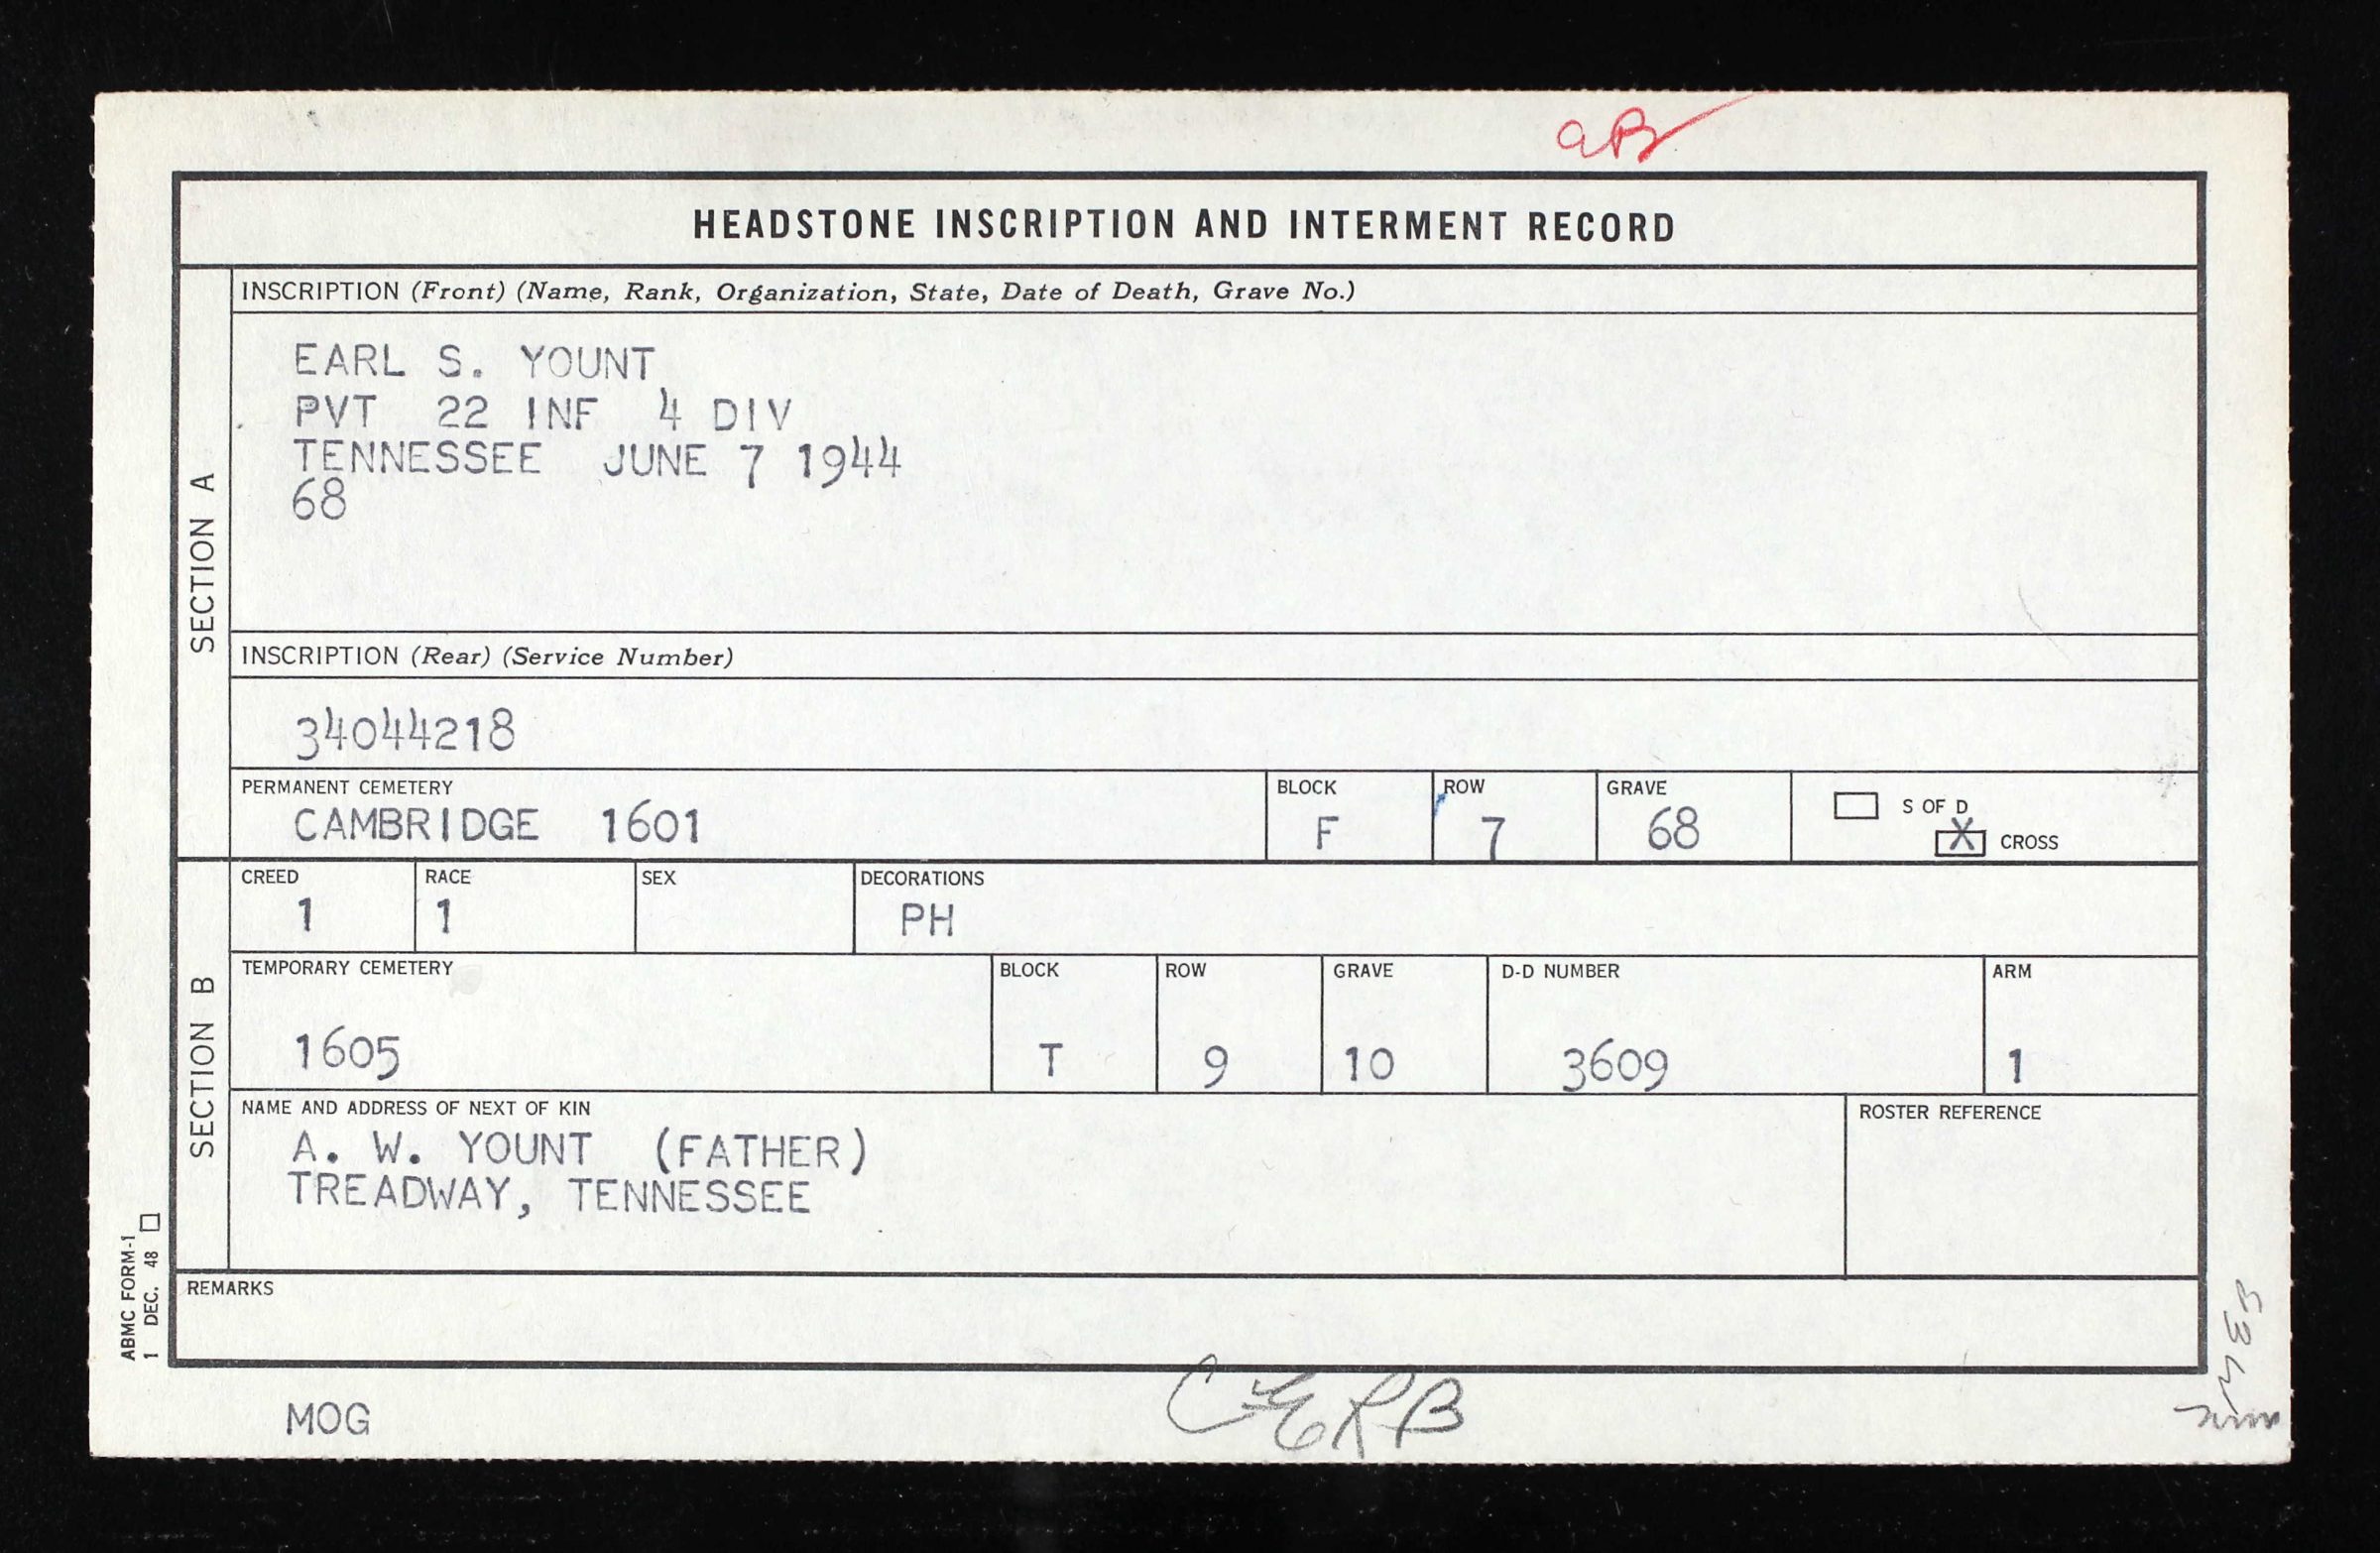 aB
HEADSTONE INSCRIPTION AND INTERMENT RECORD
SECTION A
INSCRIPTION (Front) (Name, Rank, Organization, State, Date of Death, Grave No.)
EARL S. YOUNT
PVT 22 INF 4 DIV
TENNESSEE JUNE 7 1944
68
INSCRIPTION (Rear) (Service Number)
34044218
PERMANENT CEMETERY BLOCK ROW GRAVE
CAMBRIDGE 1601 F 7 68
S OF D
X CROSS
SECTION B
CREED RACE SEX DECORATIONS
1 1 PH
TEMPORARY CEMETERY BLOCK ROW GRAVE D-D NUMBER ARM
1605 T 9 10 3609 1
NAME AND ADDRESS OF NEXT OF KIN ROSTER REFERENCE
A. W. YOUNT (FATHER)
TREADWAY, TENNESSEE
REMARKS
ABMC FORM-1
1 DEC. 48
MOG
MEB